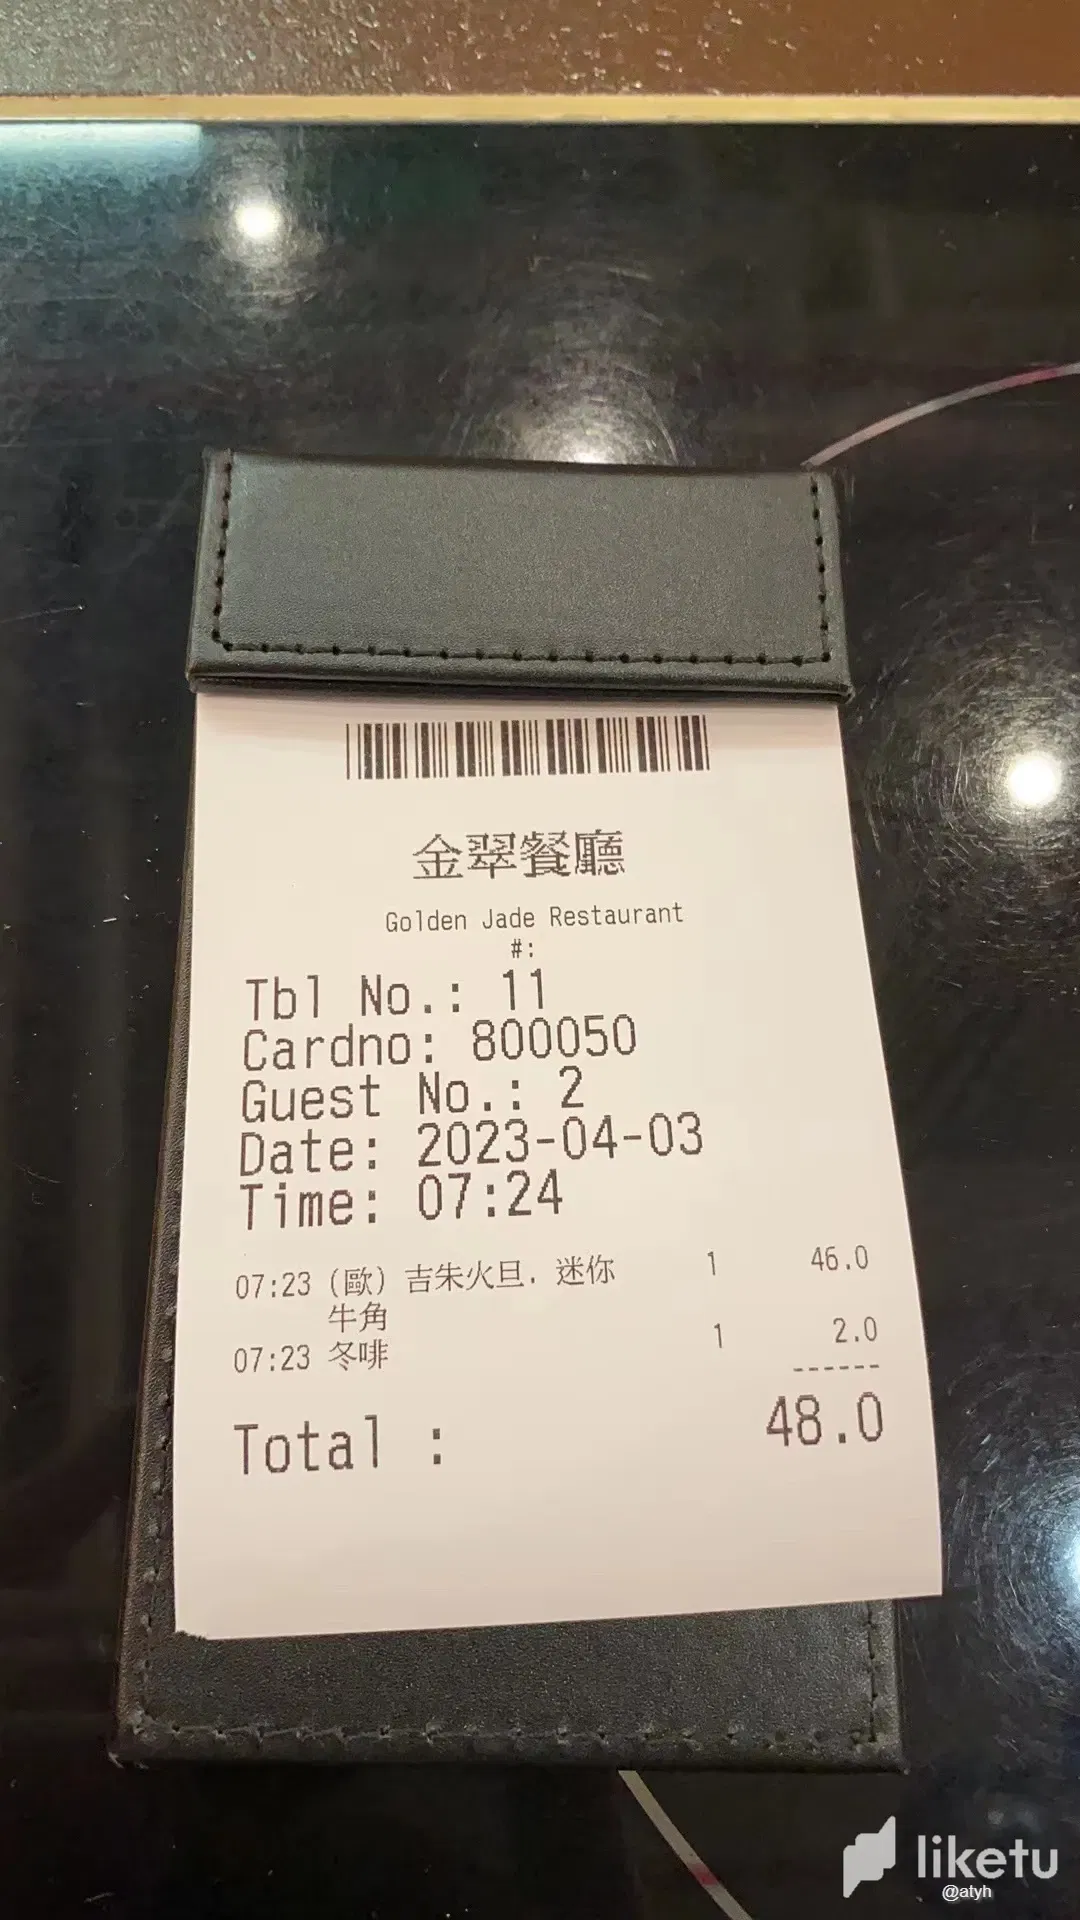 金翠餐廳
Golden Jade Restaurant
#:
Tbl No.: 11
Cardno: 800050
Guest No.: 2
Date: 2023-04-03
Time: 07:24
07:23 (歐) 吉朱火旦. 迷你 1 46.0
牛角
07:23 冬啡 1 2.0
------
Total : 48.0
liketu
@atyh